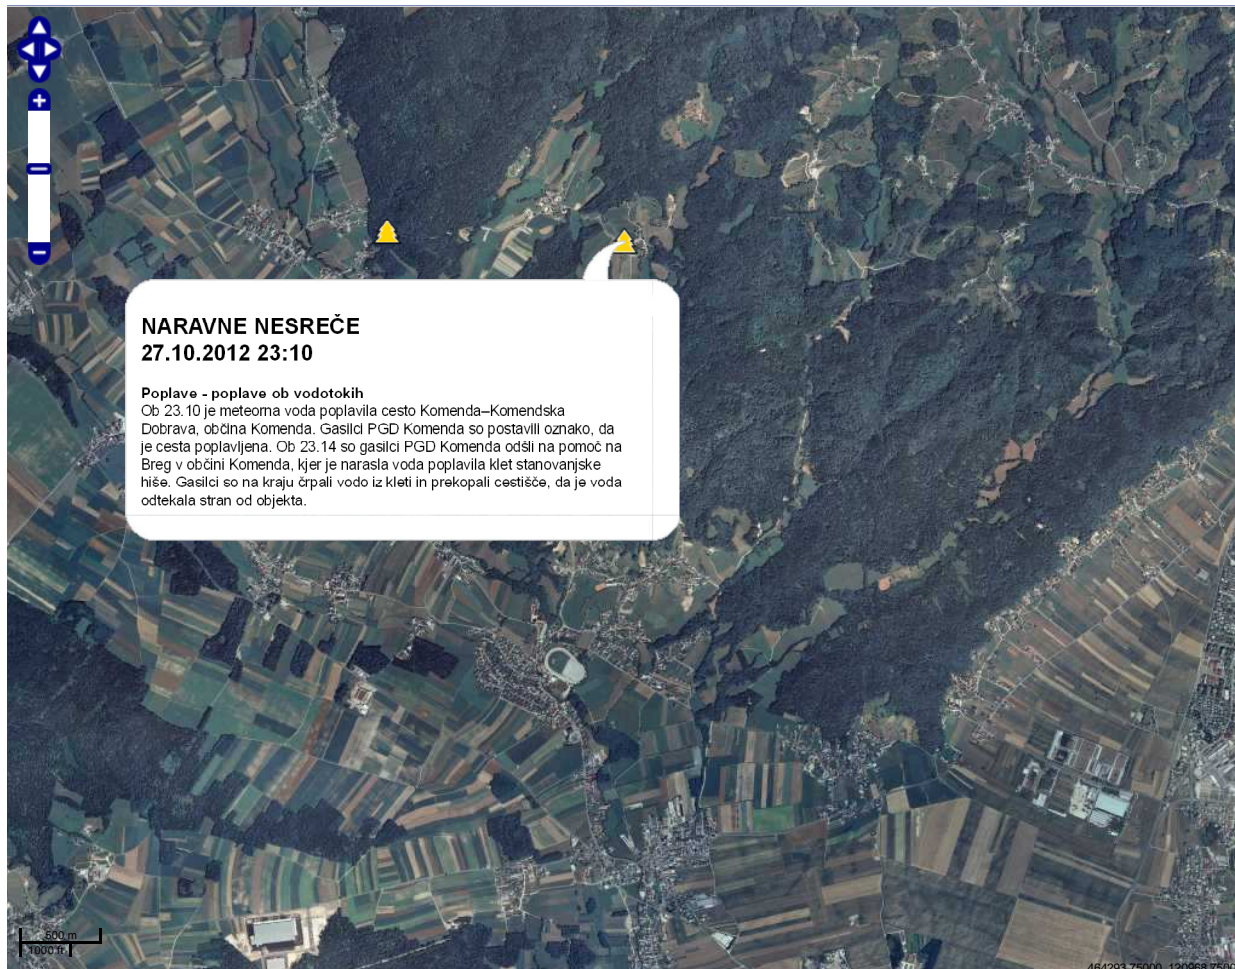 NARAVNE NESREČE
27.10.2012 23:10
Poplave - poplave ob vodotokih
Ob 23.10 je meteorna voda poplavila cesto Komenda–Komendska
Dobrava, občina Komenda. Gasilci PGD Komenda so postavili oznako, da
je cesta poplavljena. Ob 23.14 so gasilci PGD Komenda odšli na pomoč na
Breg v občini Komenda, kjer je narasla voda poplavila klet stanovanjske
hiše. Gasilci so na kraju črpali vodo iz kleti in prekopali cestišče, da je voda
odtekala stran od objekta.
500 m
1000 ft